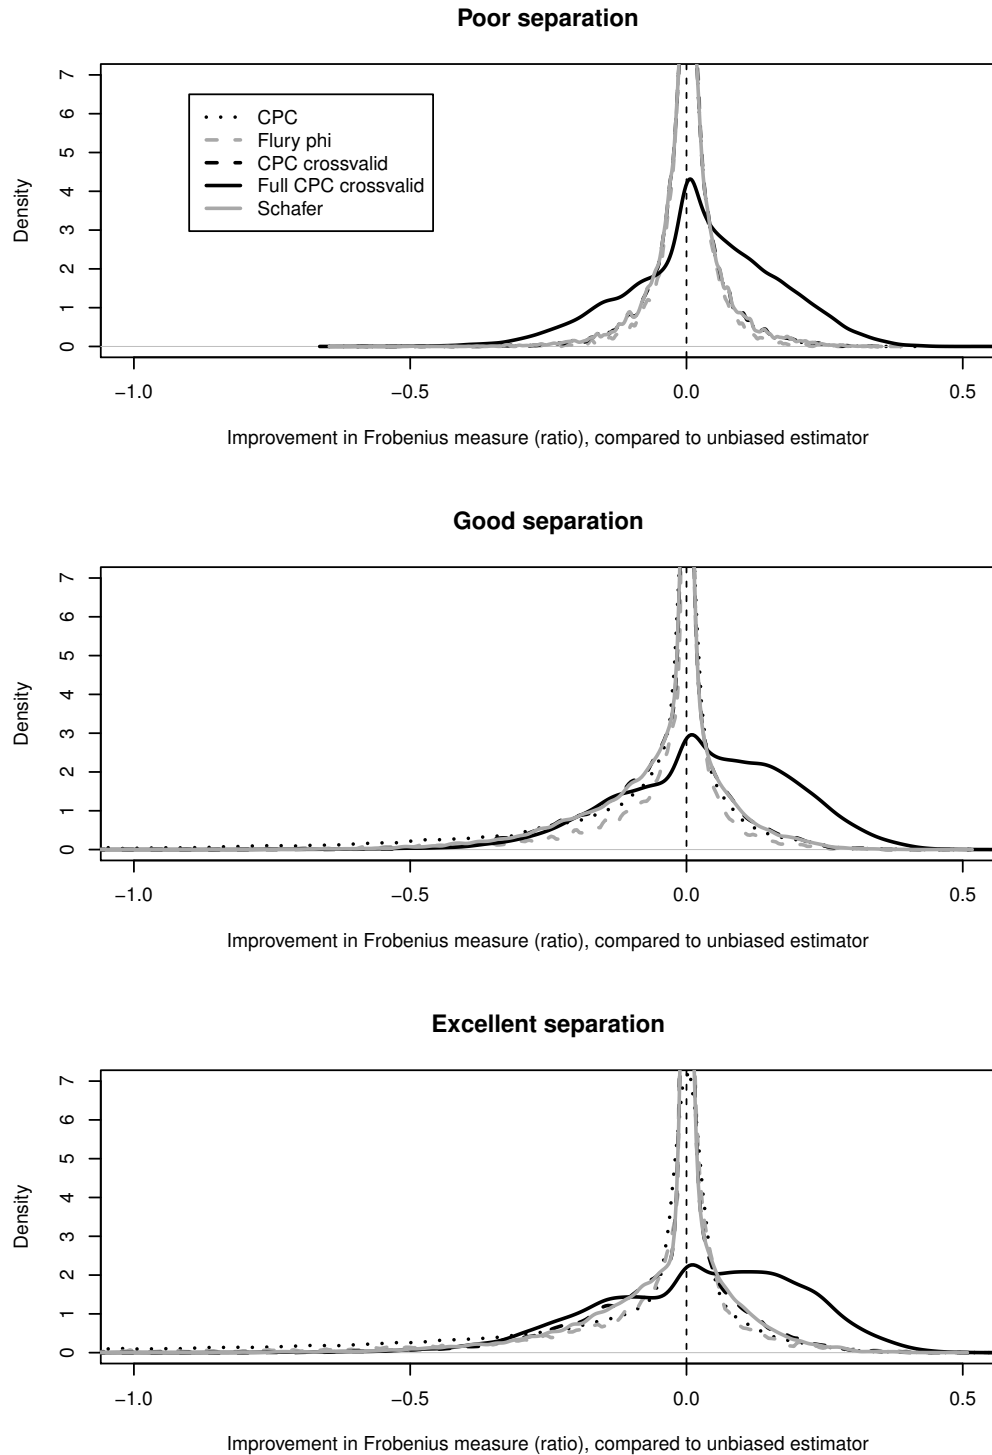 Poor separation
Density
7
6
5
4
3
2
1
0
CPC
Flury phi
CPC crossvalid
Full CPC crossvalid
Schafer
−1.0 −0.5 0.0 0.5
Improvement in Frobenius measure (ratio), compared to unbiased estimator
Good separation
Density
7
6
5
4
3
2
1
0
−1.0 −0.5 0.0 0.5
Improvement in Frobenius measure (ratio), compared to unbiased estimator
Excellent separation
Density
7
6
5
4
3
2
1
0
−1.0 −0.5 0.0 0.5
Improvement in Frobenius measure (ratio), compared to unbiased estimator